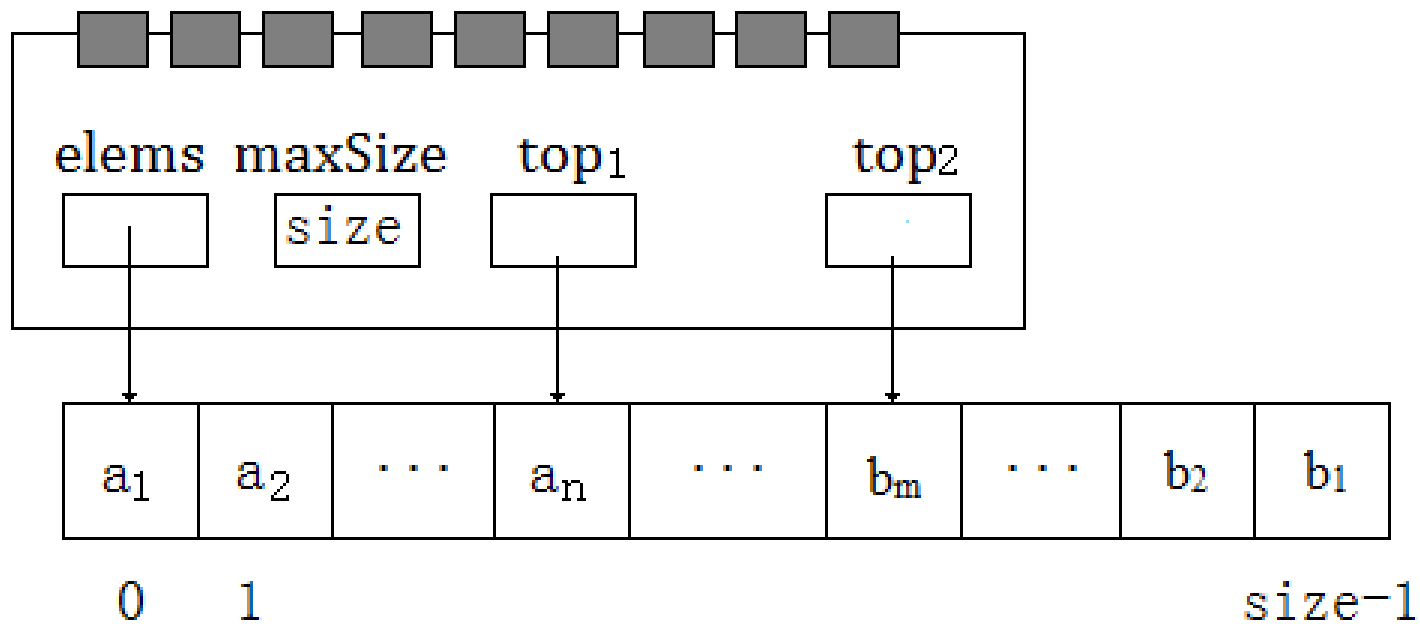 elems maxSize top₁ top₂
size
a₁ a₂ ··· aₙ ··· bₘ ··· b₂ b₁
0 1 size-1